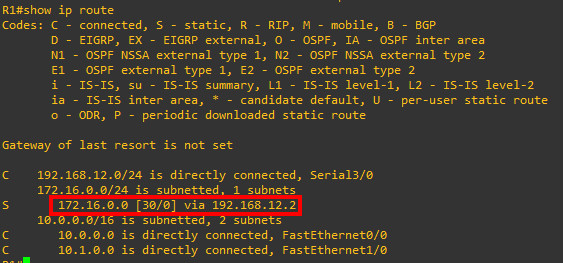 R1#show ip route
Codes: C - connected, S - static, R - RIP, M - mobile, B - BGP
D - EIGRP, EX - EIGRP external, O - OSPF, IA - OSPF inter area
N1 - OSPF NSSA external type 1, N2 - OSPF NSSA external type 2
E1 - OSPF external type 1, E2 - OSPF external type 2
i - IS-IS, su - IS-IS summary, L1 - IS-IS level-1, L2 - IS-IS level-2
ia - IS-IS inter area, * - candidate default, U - per-user static route
o - ODR, P - periodic downloaded static route
Gateway of last resort is not set
C 192.168.12.0/24 is directly connected, Serial3/0
172.16.0.0/24 is subnetted, 1 subnets
S 172.16.0.0 [30/0] via 192.168.12.2
10.0.0.0/16 is subnetted, 2 subnets
C 10.0.0.0 is directly connected, FastEthernet0/0
C 10.1.0.0 is directly connected, FastEthernet1/0
R1#